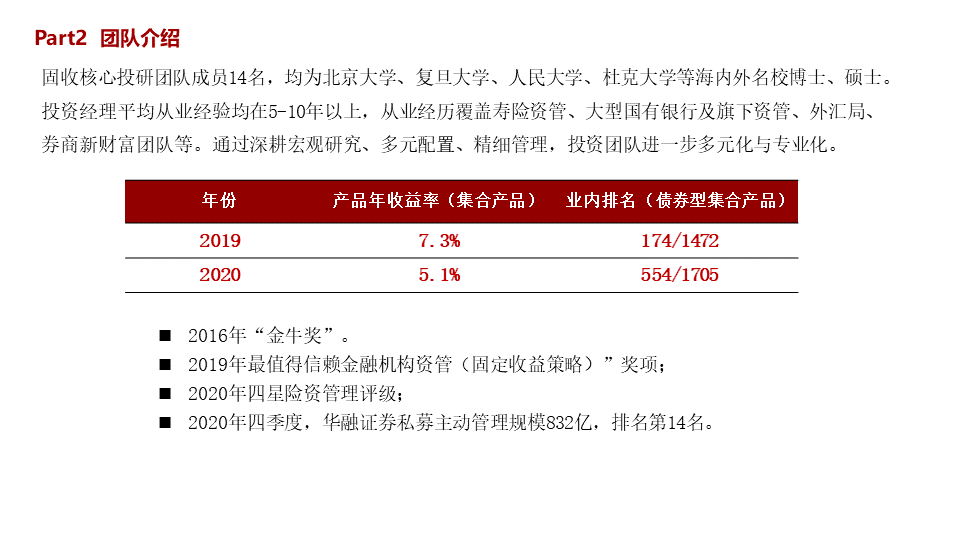 Part2 团队介绍
固收核心投研团队成员14名，均为北京大学、复旦大学、人民大学、杜克大学等海内外名校博士、硕士。
投资经理平均从业经验均在5-10年以上，从业经历覆盖寿险资管、大型国有银行及旗下资管、外汇局、
券商新财富团队等。通过深耕宏观研究、多元配置、精细管理，投资团队进一步多元化与专业化。
年份 产品年收益率（集合产品） 业内排名（债券型集合产品）
2019 7.3% 174/1472
2020 5.1% 554/1705
■ 2016年“金牛奖”。
■ 2019年最值得信赖金融机构资管（固定收益策略）”奖项；
■ 2020年四星险资管理评级；
■ 2020年四季度，华融证券私募主动管理规模832亿，排名第14名。